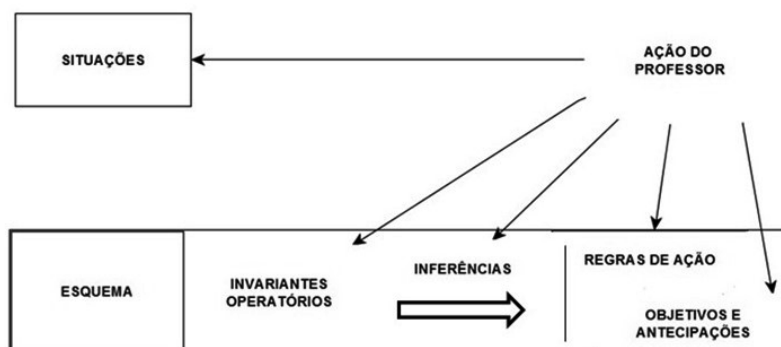 SITUAÇÕES
AÇÃO DO
PROFESSOR
ESQUEMA
INVARIANTES
OPERATÓRIOS
INFERÊNCIAS
REGRAS DE AÇÃO
OBJETIVOS E
ANTECIPAÇÕES